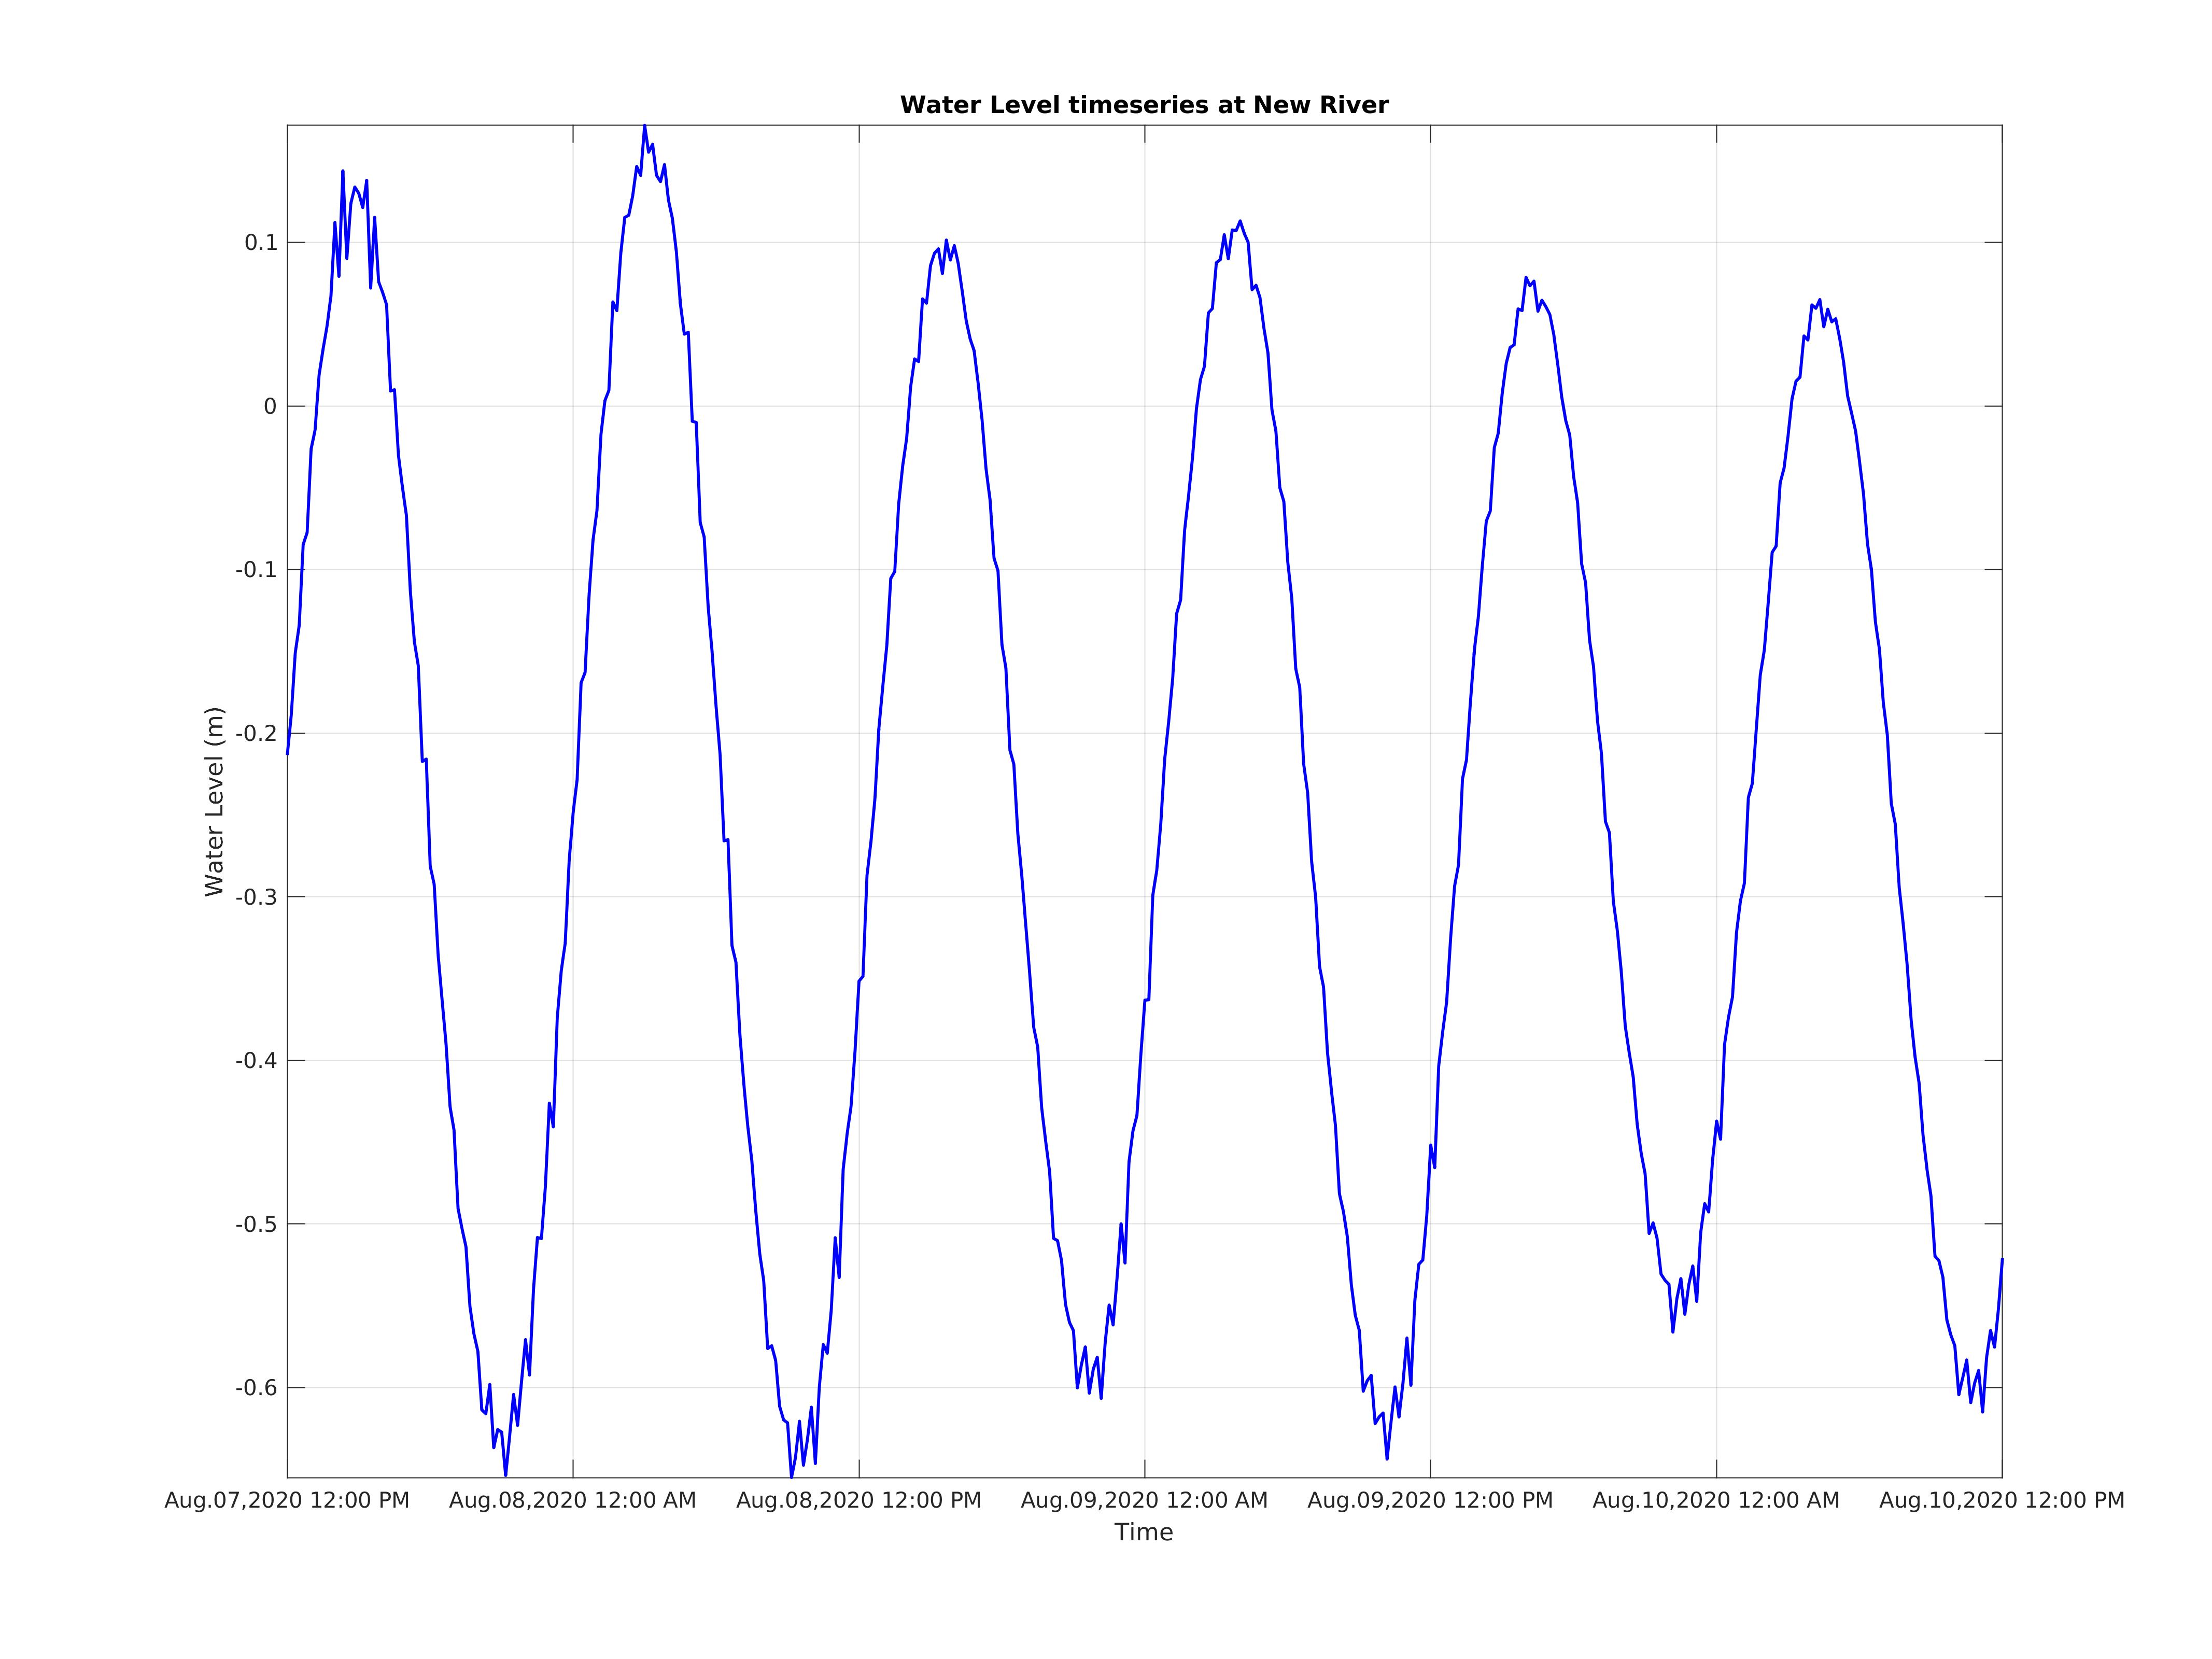 Water Level timeseries at New River
Water Level (m)
0.1
0
-0.1
-0.2
-0.3
-0.4
-0.5
-0.6
Aug.07,2020 12:00 PM
Aug.08,2020 12:00 AM
Aug.08,2020 12:00 PM
Aug.09,2020 12:00 AM
Aug.09,2020 12:00 PM
Aug.10,2020 12:00 AM
Aug.10,2020 12:00 PM
Time